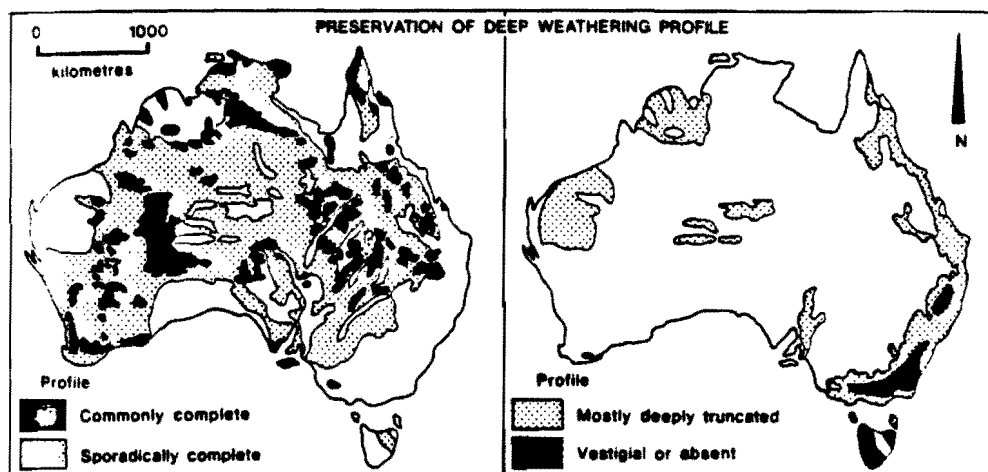 PRESERVATION OF DEEP WEATHERING PROFILE
0 1000
kilometres
N
Profile
Commonly complete
Sporadically complete
Profile
Mostly deeply truncated
Vestigial or absent